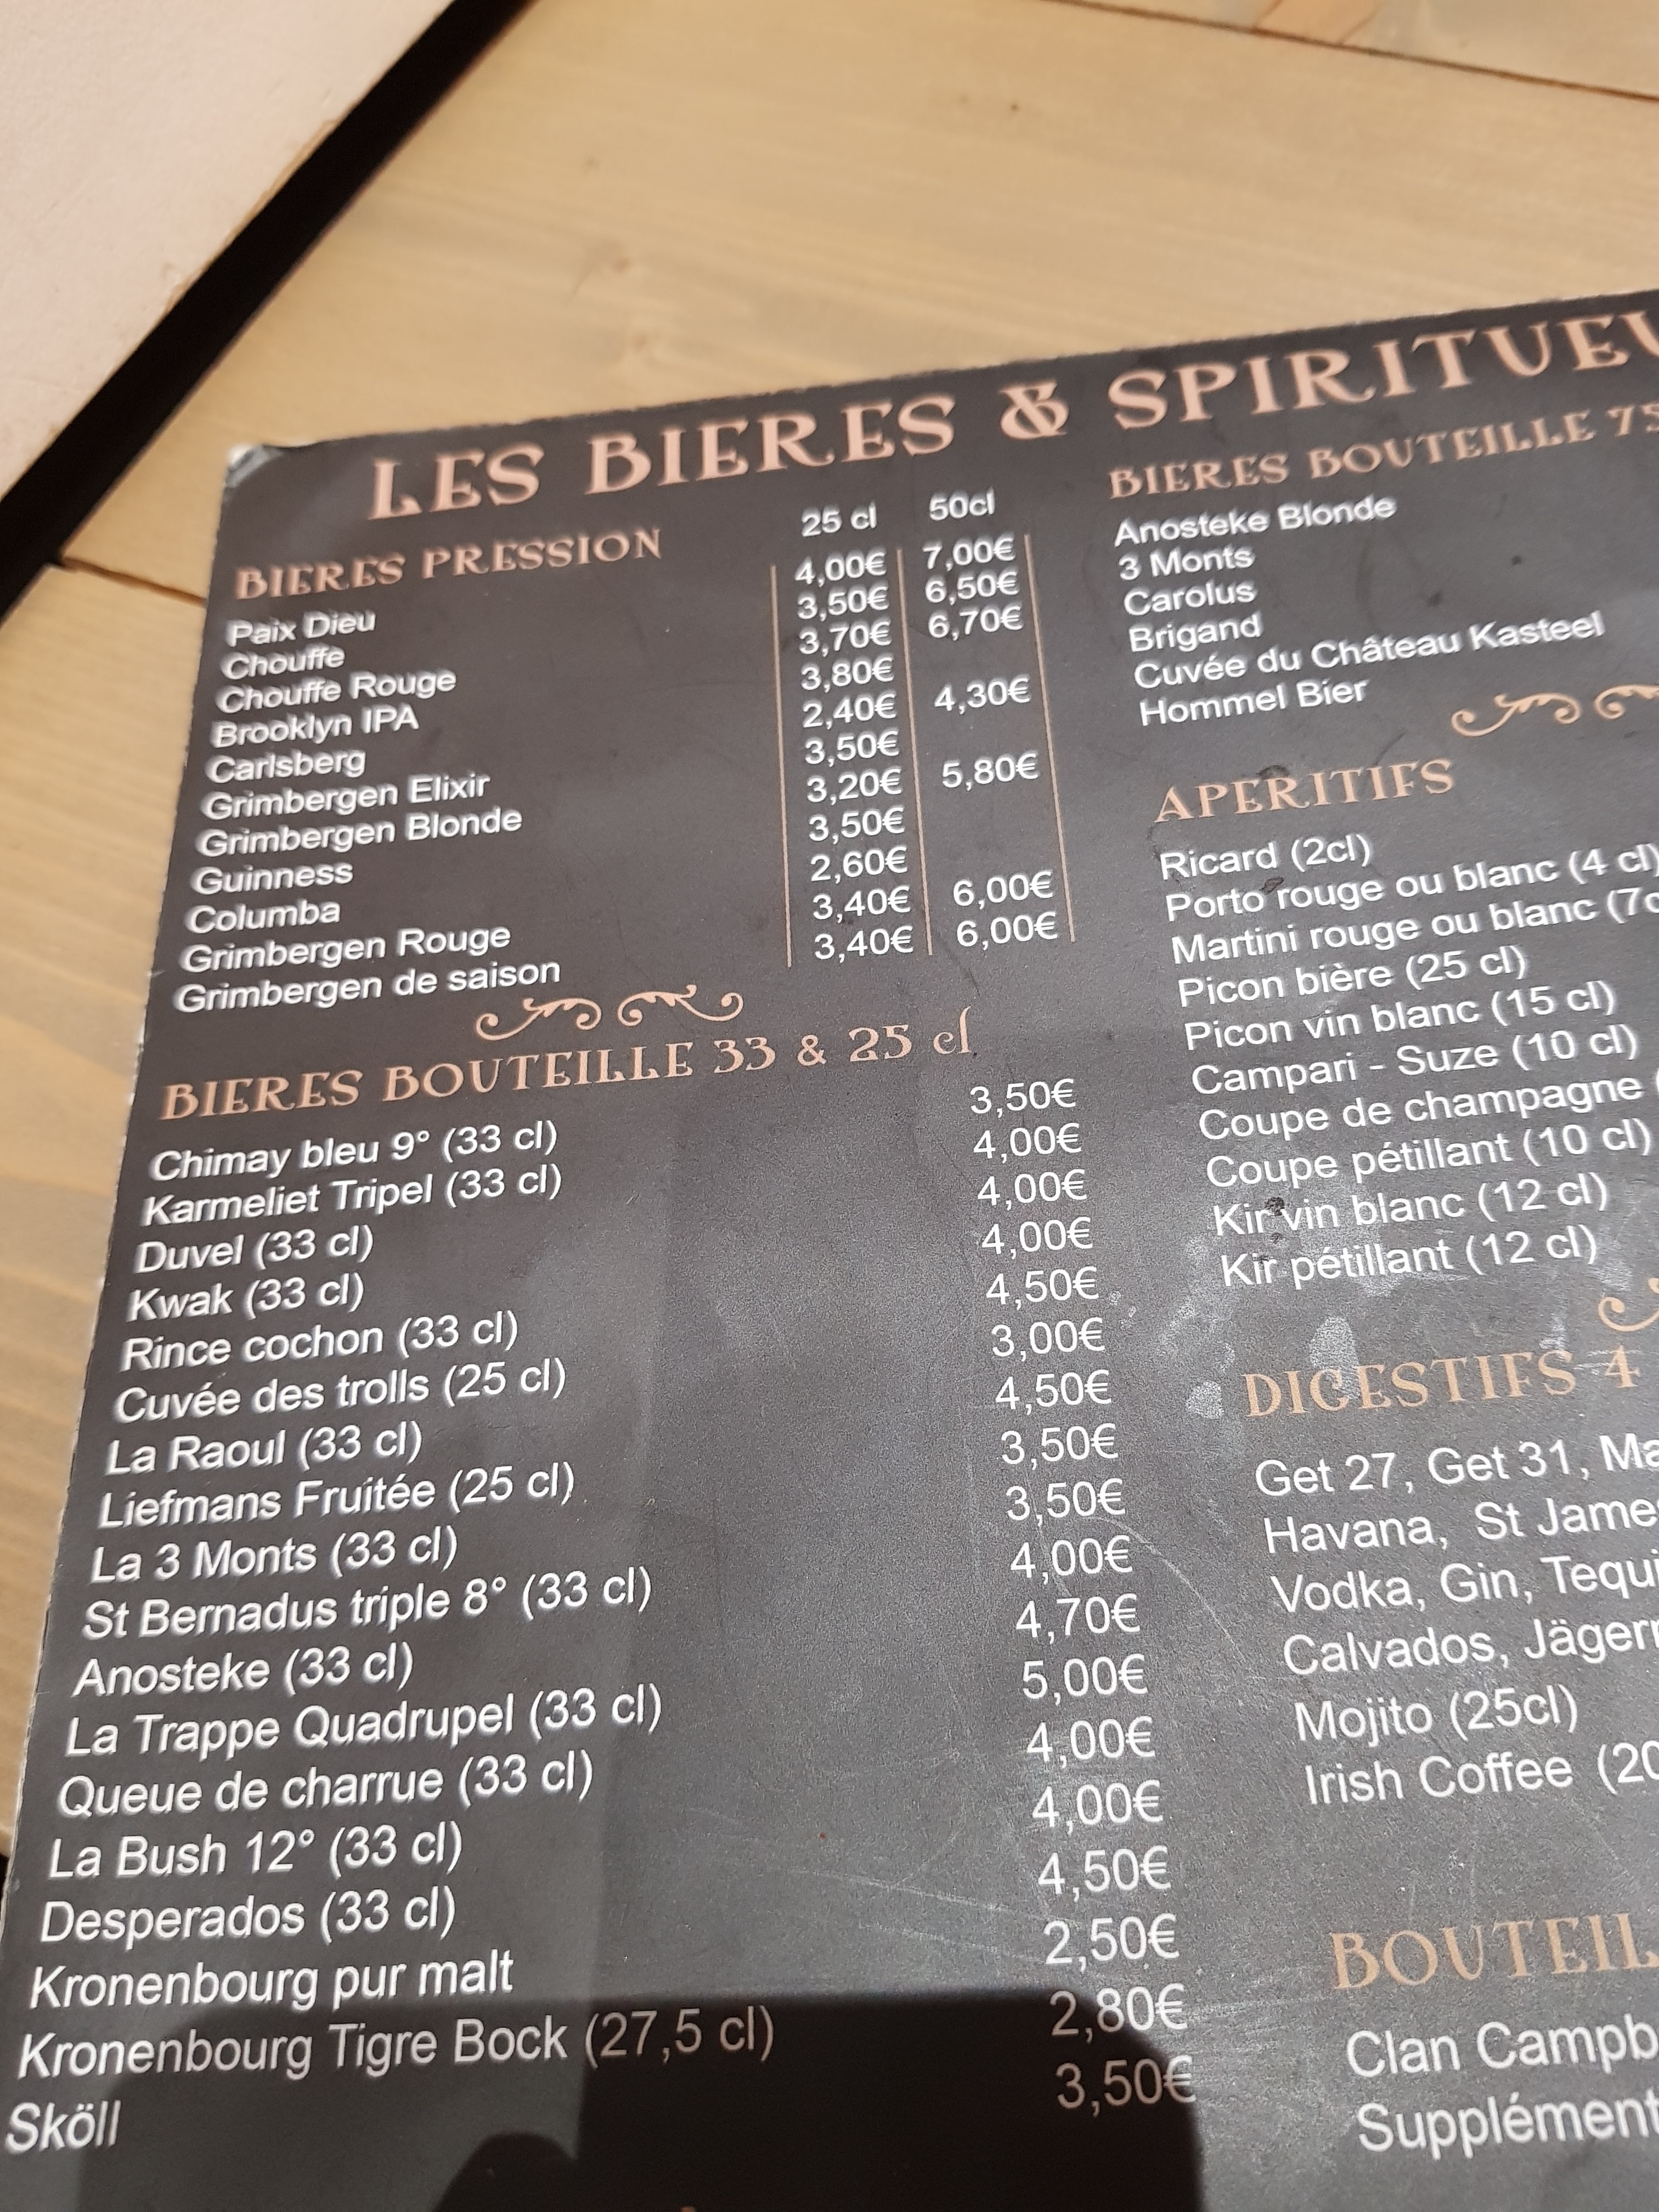 LES BIERES & SPIRITUEU
BIERES PRESSION 25 cl 50cl
Paix Dieu 4,00€ 7,00€
Chouffe 3,50€ 6,50€
Chouffe Rouge 3,70€ 6,70€
Brooklyn IPA 3,80€
Carlsberg 2,40€ 4,30€
Grimbergen Elixir 3,50€
Grimbergen Blonde 3,20€ 5,80€
Guinness 3,50€
Columba 2,60€
Grimbergen Rouge 3,40€ 6,00€
Grimbergen de saison 3,40€ 6,00€
BIERES BOUTEILLE 33 & 25 cl
Chimay bleu 9° (33 cl) 3,50€
Karmeliet Tripel (33 cl) 4,00€
Duvel (33 cl) 4,00€
Kwak (33 cl) 4,00€
Rince cochon (33 cl) 4,50€
Cuvée des trolls (25 cl) 3,00€
La Raoul (33 cl) 4,50€
Liefmans Fruitée (25 cl) 3,50€
La 3 Monts (33 cl) 3,50€
St Bernadus triple 8° (33 cl) 4,00€
Anosteke (33 cl) 4,70€
La Trappe Quadrupel (33 cl) 5,00€
Queue de charrue (33 cl) 4,00€
La Bush 12° (33 cl) 4,00€
Desperados (33 cl) 4,50€
Kronenbourg pur malt 2,50€
Kronenbourg Tigre Bock (27,5 cl) 2,80€
Sköll 3,50€
BIERES BOUTEILLE 75
Anosteke Blonde
3 Monts
Carolus
Brigand
Cuvée du Château Kasteel
Hommel Bier
APERITIFS
Ricard (2cl)
Porto rouge ou blanc (4 cl)
Martini rouge ou blanc (7c
Picon bière (25 cl)
Picon vin blanc (15 cl)
Campari - Suze (10 cl)
Coupe de champagne (
Coupe pétillant (10 cl)
Kir vin blanc (12 cl)
Kir pétillant (12 cl)
DIGESTIFS 4
Get 27, Get 31, Ma
Havana, St James
Vodka, Gin, Tequi
Calvados, Jägerr
Mojito (25cl)
Irish Coffee (20
BOUTEIL
Clan Campb
Supplément